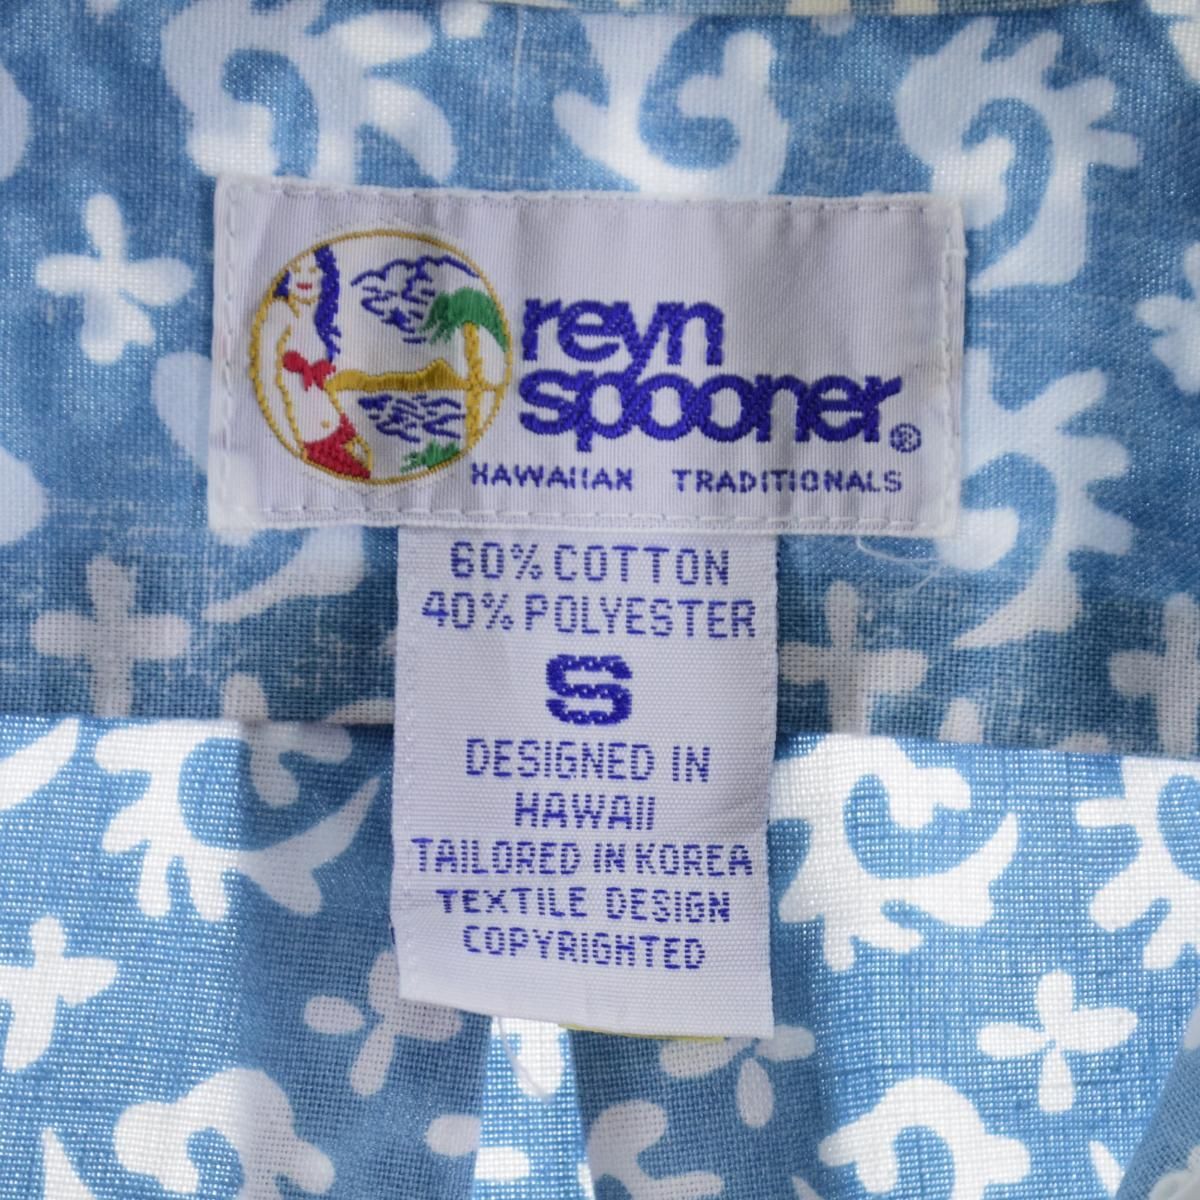 reyn
spooner®
HAWAIIAN TRADITIONALS
60% COTTON
40% POLYESTER
S
DESIGNED IN
HAWAII
TAILORED IN KOREA
TEXTILE DESIGN
COPYRIGHTED